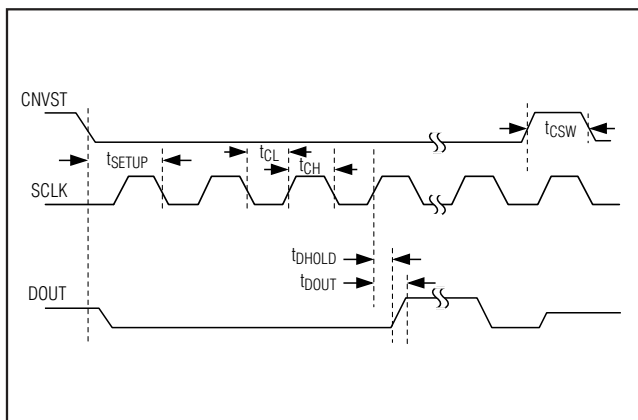 CNVST
tCSW
tSETUP
tCL
tCH
SCLK
tDHOLD
tDOUT
DOUT